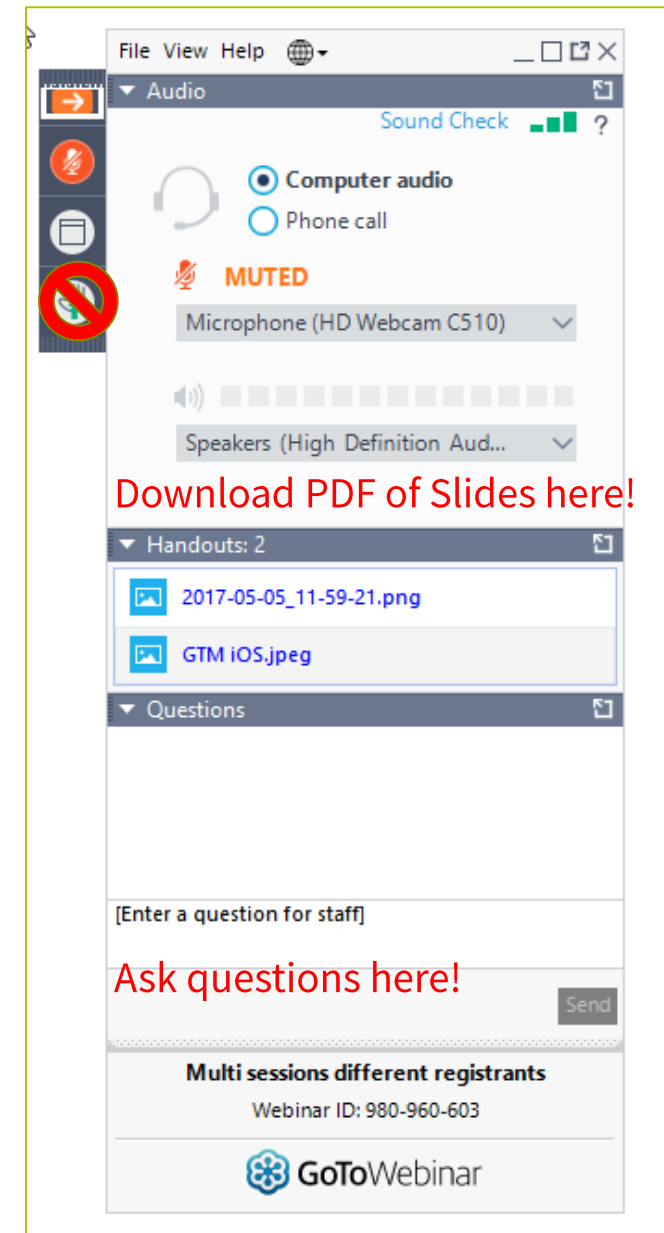 File View Help
Audio
Sound Check ?
Computer audio
Phone call
MUTED
Microphone (HD Webcam C510)
Speakers (High Definition Aud...
Download PDF of Slides here!
Handouts: 2
2017-05-05_11-59-21.png
GTM iOS.jpeg
Questions
[Enter a question for staff]
Ask questions here!
Send
Multi sessions different registrants
Webinar ID: 980-960-603
GoToWebinar